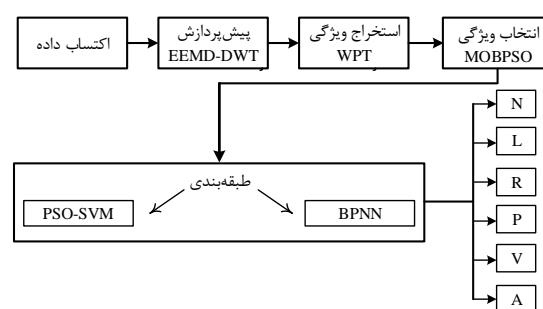 اکتساب داده
پیش‌پردازش
EEMD-DWT
استخراج ویژگی
WPT
انتخاب ویژگی
MOBPSO
طبقه‌بندی
PSO-SVM
BPNN
N
L
R
P
V
A